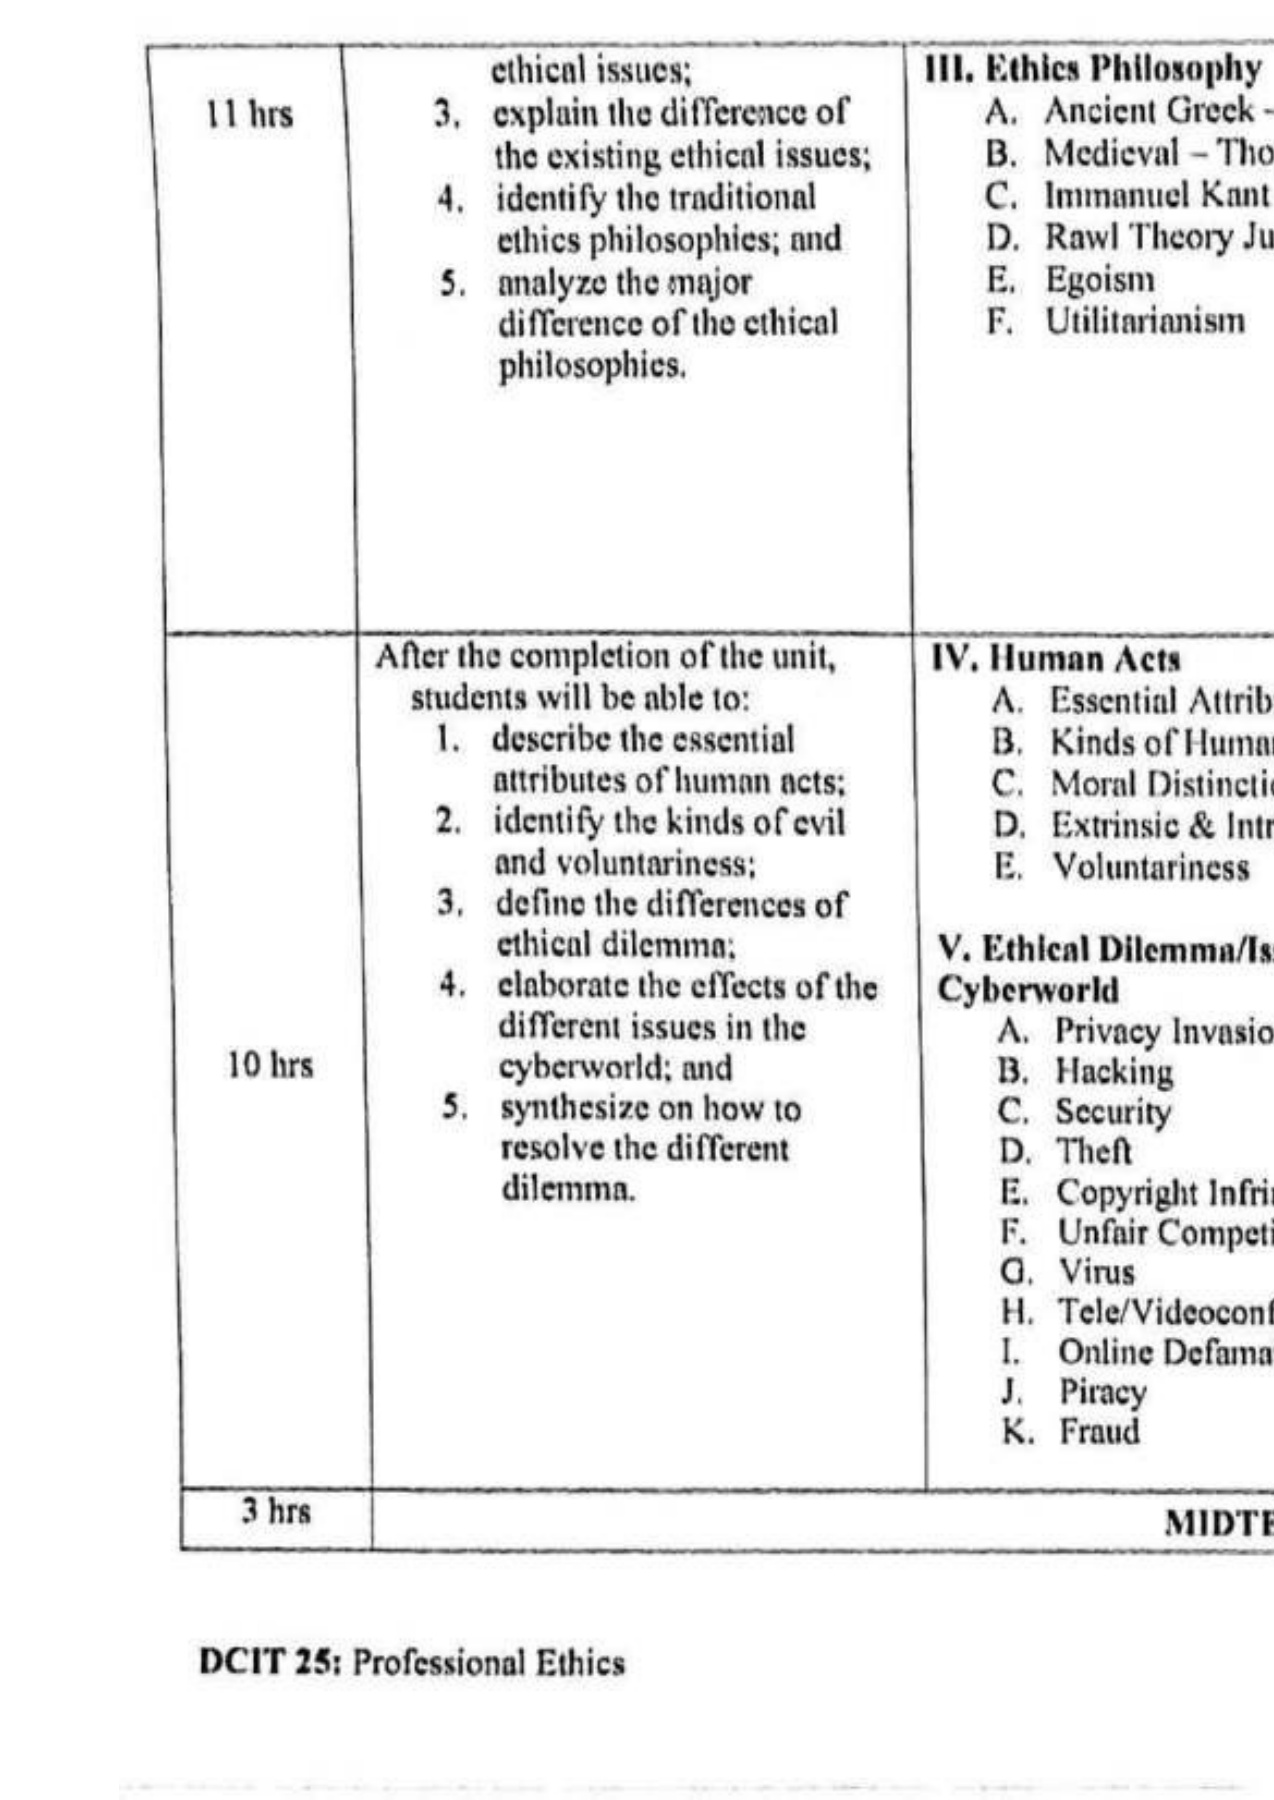 11 hrs
ethical issues;
3. explain the difference of
the existing ethical issues;
4. identify the traditional
ethics philosophies; and
5. analyze the major
difference of the ethical
philosophies.
III. Ethics Philosophy
A. Ancient Greek -
B. Medieval – Tho
C. Immanuel Kant
D. Rawl Theory Ju
E. Egoism
F. Utilitarianism
10 hrs
After the completion of the unit,
students will be able to:
1. describe the essential
attributes of human acts;
2. identify the kinds of evil
and voluntariness;
3. define the differences of
ethical dilemma;
4. elaborate the effects of the
different issues in the
cyberworld; and
5. synthesize on how to
resolve the different
dilemma.
IV. Human Acts
A. Essential Attrib
B. Kinds of Human
C. Moral Distinctio
D. Extrinsic & Intr
E. Voluntariness
V. Ethical Dilemma/Is
Cyberworld
A. Privacy Invasio
B. Hacking
C. Security
D. Theft
E. Copyright Infri
F. Unfair Competi
G. Virus
H. Tele/Videoconf
I. Online Defama
J. Piracy
K. Fraud
3 hrs
MIDTE
DCIT 25: Professional Ethics